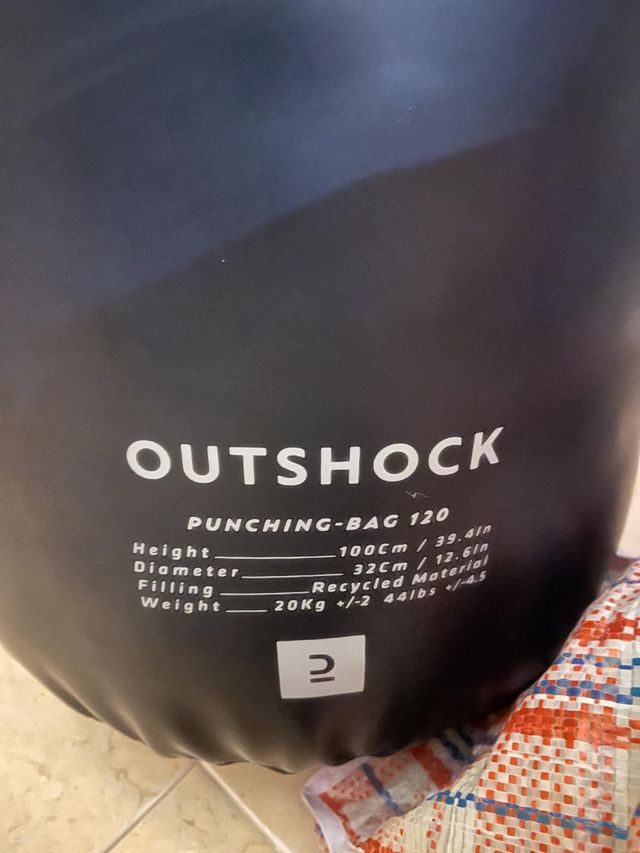 OUTSHOCK
PUNCHING-BAG 120
Height 100Cm / 39.4In
Diameter 32Cm / 12.6In
Filling Recycled Material
Weight 20Kg +/-2 44lbs +/-4.5